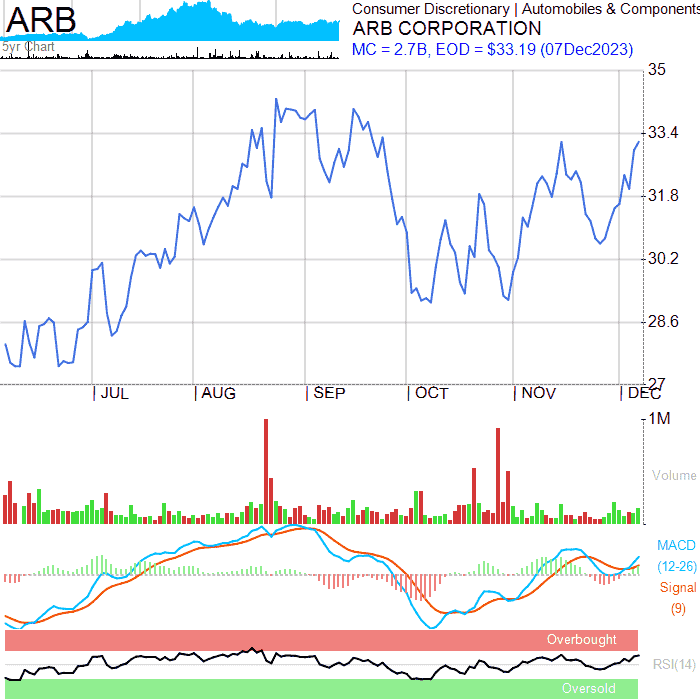 ARB
5yr Chart
Consumer Discretionary | Automobiles & Components
ARB CORPORATION
MC = 2.7B, EOD = $33.19 (07Dec2023)
35
33.4
31.8
30.2
28.6
27
JUL AUG SEP OCT NOV DEC
1M
Volume
MACD
(12-26)
Signal
(9)
Overbought
RSI(14)
Oversold